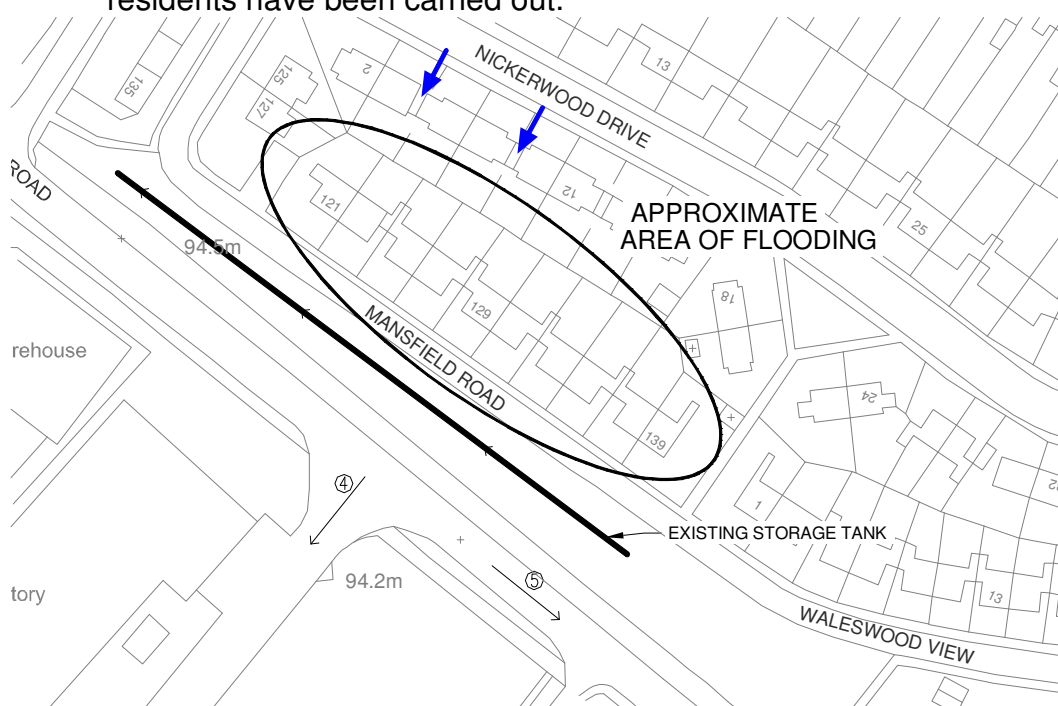 residents have been carried out.
NICKERWOOD DRIVE
13
2
125
127
135
ROAD
121
12
APPROXIMATE
AREA OF FLOODING
25
94.5m
18
129
MANSFIELD ROAD
rehouse
24
139
4
1
EXISTING STORAGE TANK
5
94.2m
tory
13
WALESWOOD VIEW